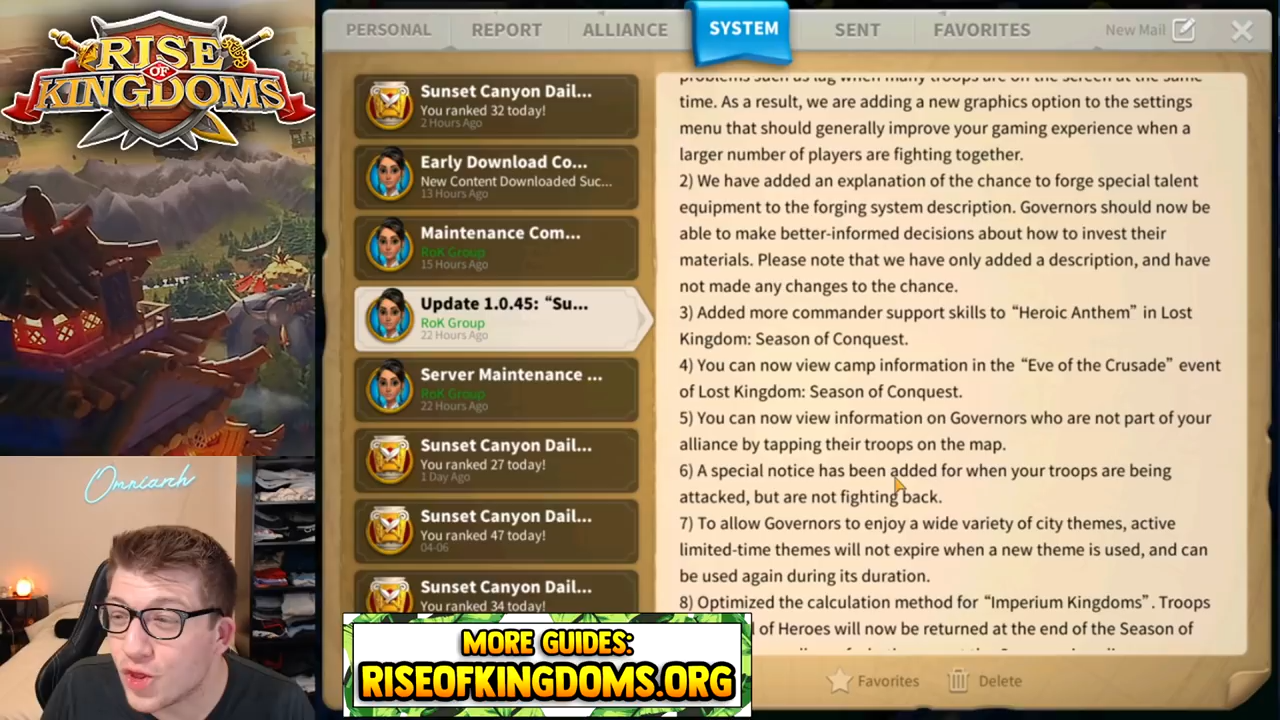 RISE
OF
KINGDOMS
Omniarch
PERSONAL
REPORT
ALLIANCE
SYSTEM
SENT
FAVORITES
New Mail
Sunset Canyon Dail...
You ranked 32 today!
2 Hours Ago
Early Download Co...
New Content Downloaded Suc...
13 Hours Ago
Maintenance Com...
RoK Group
15 Hours Ago
Update 1.0.45: “Su...
RoK Group
22 Hours Ago
Server Maintenance ...
RoK Group
22 Hours Ago
Sunset Canyon Dail...
You ranked 27 today!
1 Day Ago
Sunset Canyon Dail...
You ranked 47 today!
04-06
Sunset Canyon Dail...
You ranked 34 today!
problems such as lag when many troops are on the screen at the same
time. As a result, we are adding a new graphics option to the settings
menu that should generally improve your gaming experience when a
larger number of players are fighting together.
2) We have added an explanation of the chance to forge special talent
equipment to the forging system description. Governors should now be
able to make better-informed decisions about how to invest their
materials. Please note that we have only added a description, and have
not made any changes to the chance.
3) Added more commander support skills to “Heroic Anthem” in Lost
Kingdom: Season of Conquest.
4) You can now view camp information in the “Eve of the Crusade” event
of Lost Kingdom: Season of Conquest.
5) You can now view information on Governors who are not part of your
alliance by tapping their troops on the map.
6) A special notice has been added for when your troops are being
attacked, but are not fighting back.
7) To allow Governors to enjoy a wide variety of city themes, active
limited-time themes will not expire when a new theme is used, and can
be used again during its duration.
8) Optimized the calculation method for “Imperium Kingdoms”. Troops
of Heroes will now be returned at the end of the Season of
Favorites
Delete
MORE GUIDES:
RISEOFKINGDOMS.ORG